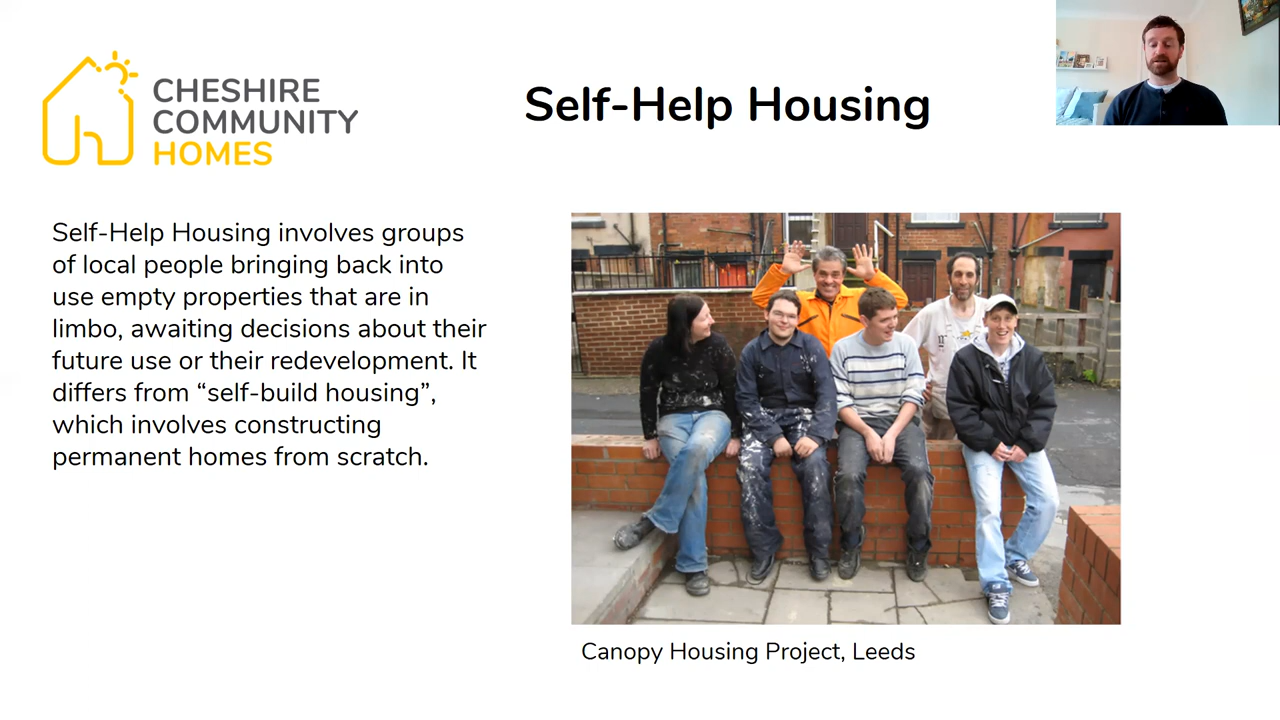 CHESHIRE
COMMUNITY
HOMES
Self-Help Housing
Self-Help Housing involves groups
of local people bringing back into
use empty properties that are in
limbo, awaiting decisions about their
future use or their redevelopment. It
differs from “self-build housing”,
which involves constructing
permanent homes from scratch.
Canopy Housing Project, Leeds